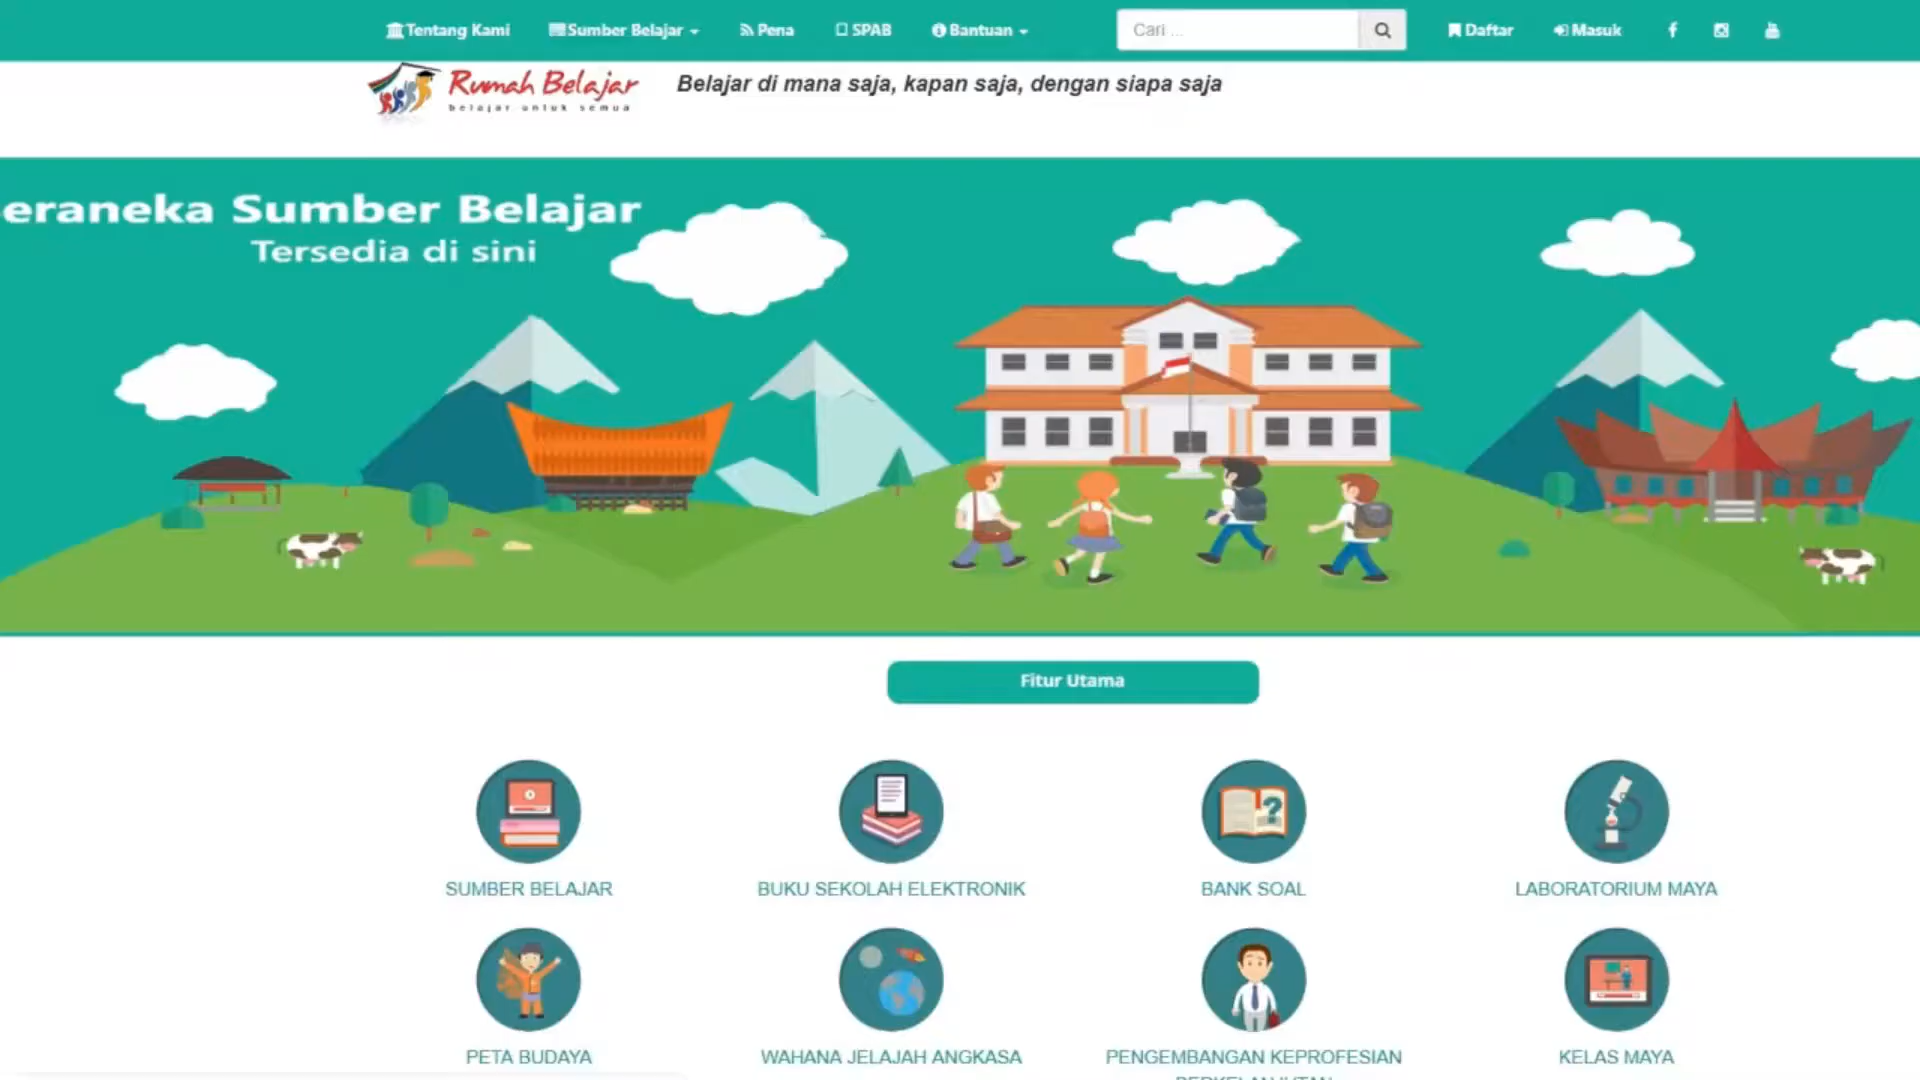 Tentang Kami Sumber Belajar Pena SPAB Bantuan Cari ... Daftar Masuk
Rumah Belajar
belajar untuk semua
Belajar di mana saja, kapan saja, dengan siapa saja
eraneka Sumber Belajar
Tersedia di sini
Fitur Utama
SUMBER BELAJAR BUKU SEKOLAH ELEKTRONIK BANK SOAL LABORATORIUM MAYA
PETA BUDAYA WAHANA JELAJAH ANGKASA PENGEMBANGAN KEPROFESIAN KELAS MAYA